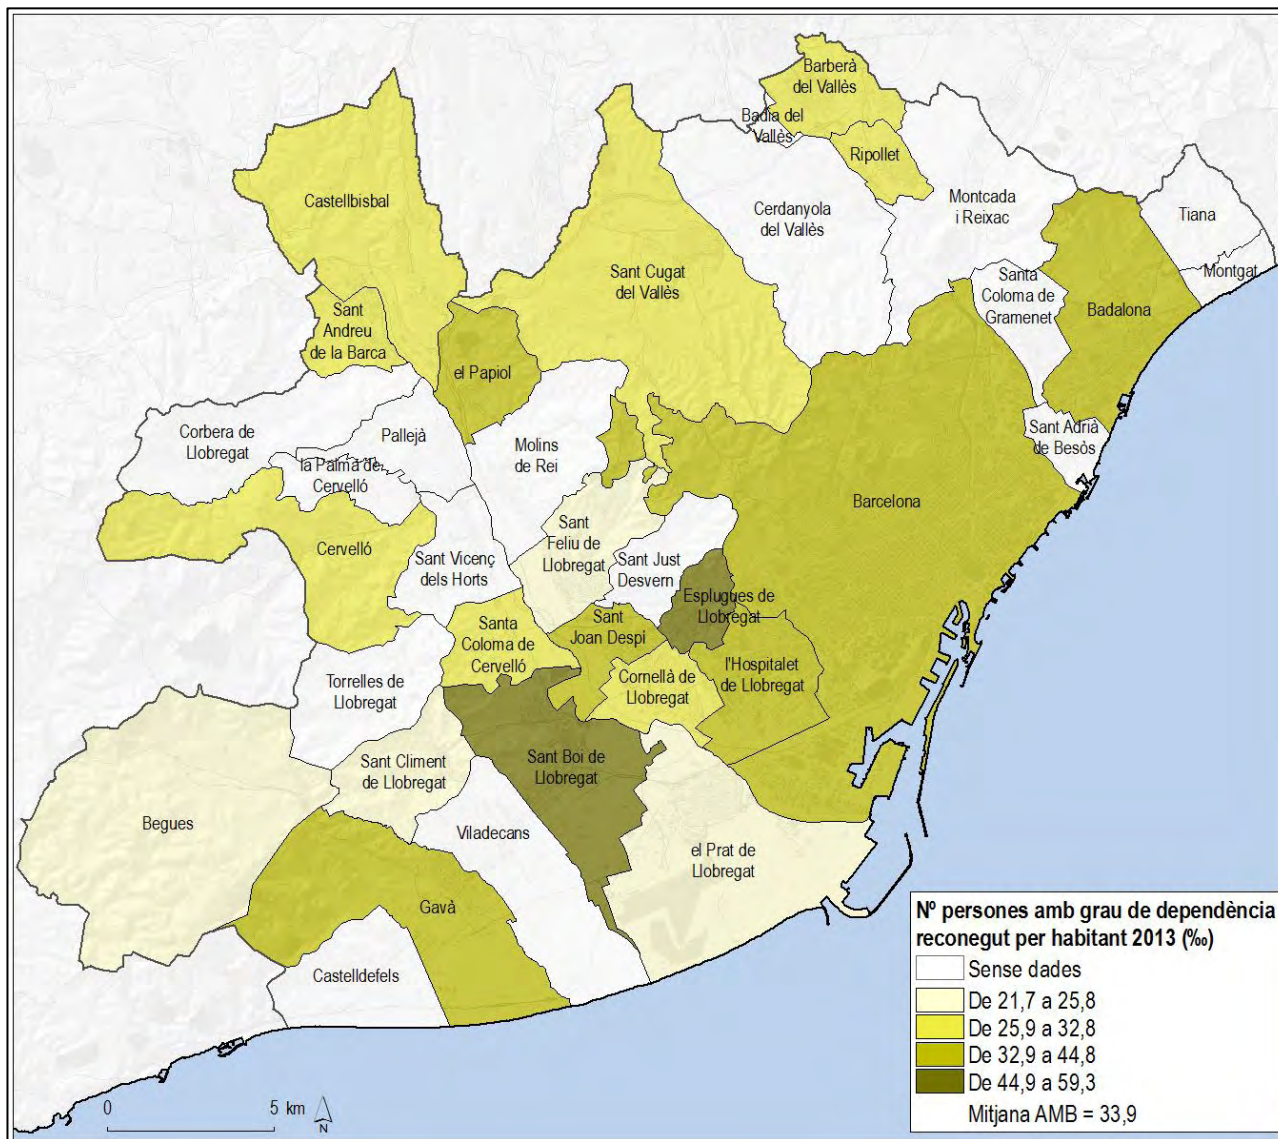 Barberà
del Vallès
Badia del
Vallès
Ripollet
Castellbisbal
Cerdanyola
del Vallès
Montcada
i Reixac
Tiana
Montgat
Sant Cugat
del Vallès
Santa
Coloma de
Gramenet
Badalona
Sant
Andreu
de la Barca
el Papiol
Corbera de
Llobregat
Pallejà
Molins
de Rei
Sant Adrià
de Besòs
la Palma de
Cervelló
Barcelona
Cervelló
Sant Vicenç
dels Horts
Sant
Feliu de
Llobregat
Sant Just
Desvern
Esplugues de
Llobregat
Santa
Coloma de
Cervelló
Sant
Joan Despi
Cornellà de
Llobregat
l'Hospitalet
de Llobregat
Torrelles de
Llobregat
Sant Climent
de Llobregat
Sant Boi de
Llobregat
Begues
Viladecans
el Prat de
Llobregat
Gavà
Castelldefels
Nº persones amb grau de dependència
reconegut per habitant 2013 (‰)
Sense dades
De 21,7 a 25,8
De 25,9 a 32,8
De 32,9 a 44,8
De 44,9 a 59,3
Mitjana AMB = 33,9
0 5 km
N